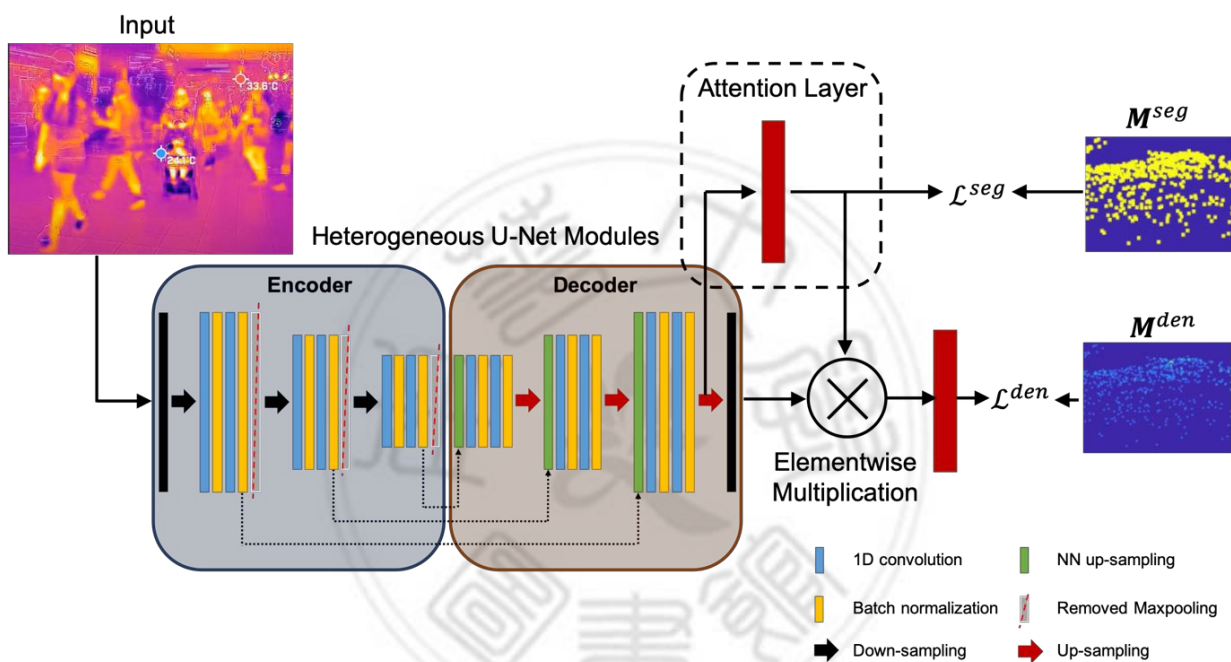 Input
33.6°C
24.1°C
Attention Layer
𝑴^{seg}
ℒ^{seg}
Heterogeneous U-Net Modules
Encoder
Decoder
𝑴^{den}
ℒ^{den}
Elementwise
Multiplication
1D convolution
NN up-sampling
Batch normalization
Removed Maxpooling
Down-sampling
Up-sampling